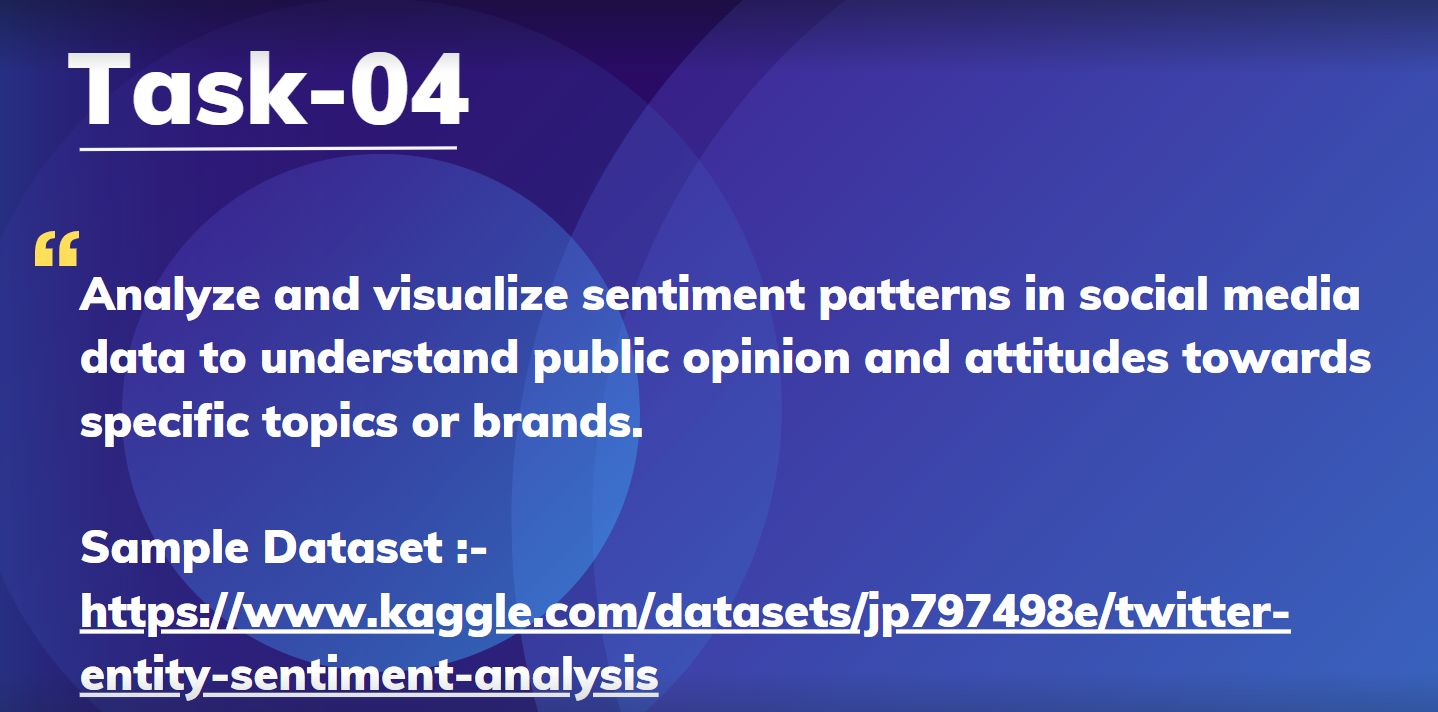 Task-04
“
Analyze and visualize sentiment patterns in social media
data to understand public opinion and attitudes towards
specific topics or brands.
Sample Dataset :-
https://www.kaggle.com/datasets/jp797498e/twitter-
entity-sentiment-analysis